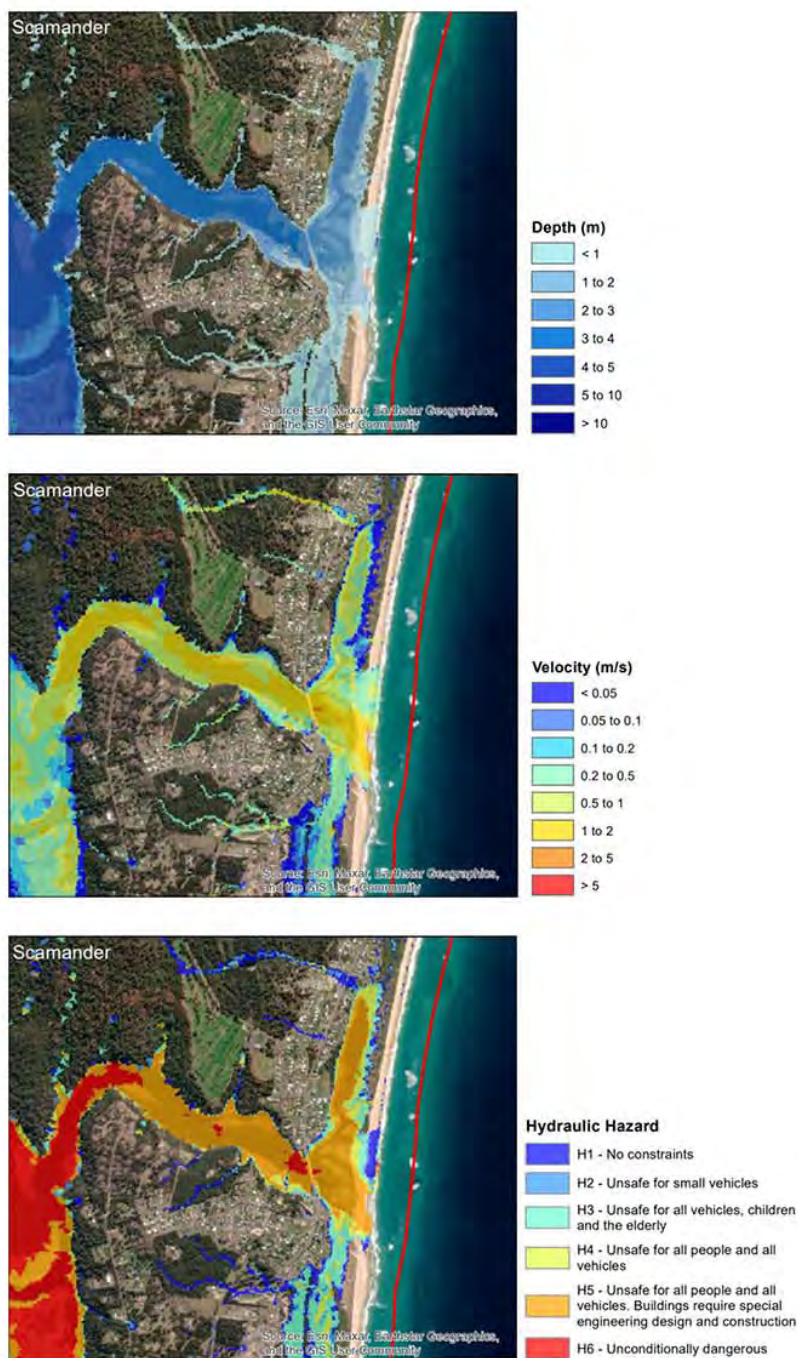 Scamander
Source: Esri, Maxar, Earthstar Geographics,
and the GIS User Community
Depth (m)
< 1
1 to 2
2 to 3
3 to 4
4 to 5
5 to 10
> 10
Scamander
Source: Esri, Maxar, Earthstar Geographics,
and the GIS User Community
Velocity (m/s)
< 0.05
0.05 to 0.1
0.1 to 0.2
0.2 to 0.5
0.5 to 1
1 to 2
2 to 5
> 5
Scamander
Source: Esri, Maxar, Earthstar Geographics,
and the GIS User Community
Hydraulic Hazard
H1 - No constraints
H2 - Unsafe for small vehicles
H3 - Unsafe for all vehicles, children
and the elderly
H4 - Unsafe for all people and all
vehicles
H5 - Unsafe for all people and all
vehicles. Buildings require special
engineering design and construction
H6 - Unconditionally dangerous